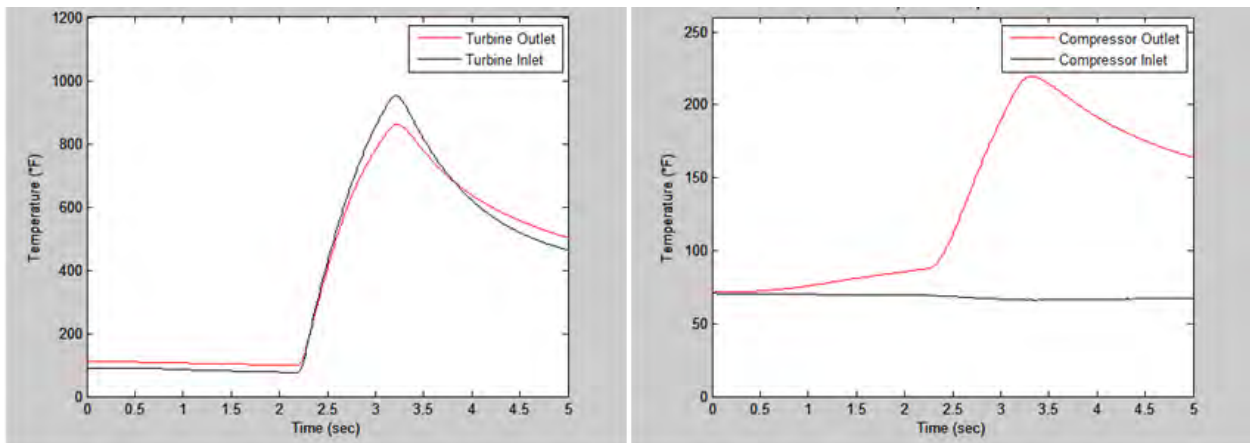 1200
1000
800
600
400
200
0
Temperature (°F)
Turbine Outlet
Turbine Inlet
0 0.5 1 1.5 2 2.5 3 3.5 4 4.5 5
Time (sec)
250
200
150
100
50
0
Temperature (°F)
Compressor Outlet
Compressor Inlet
0 0.5 1 1.5 2 2.5 3 3.5 4 4.5 5
Time (sec)